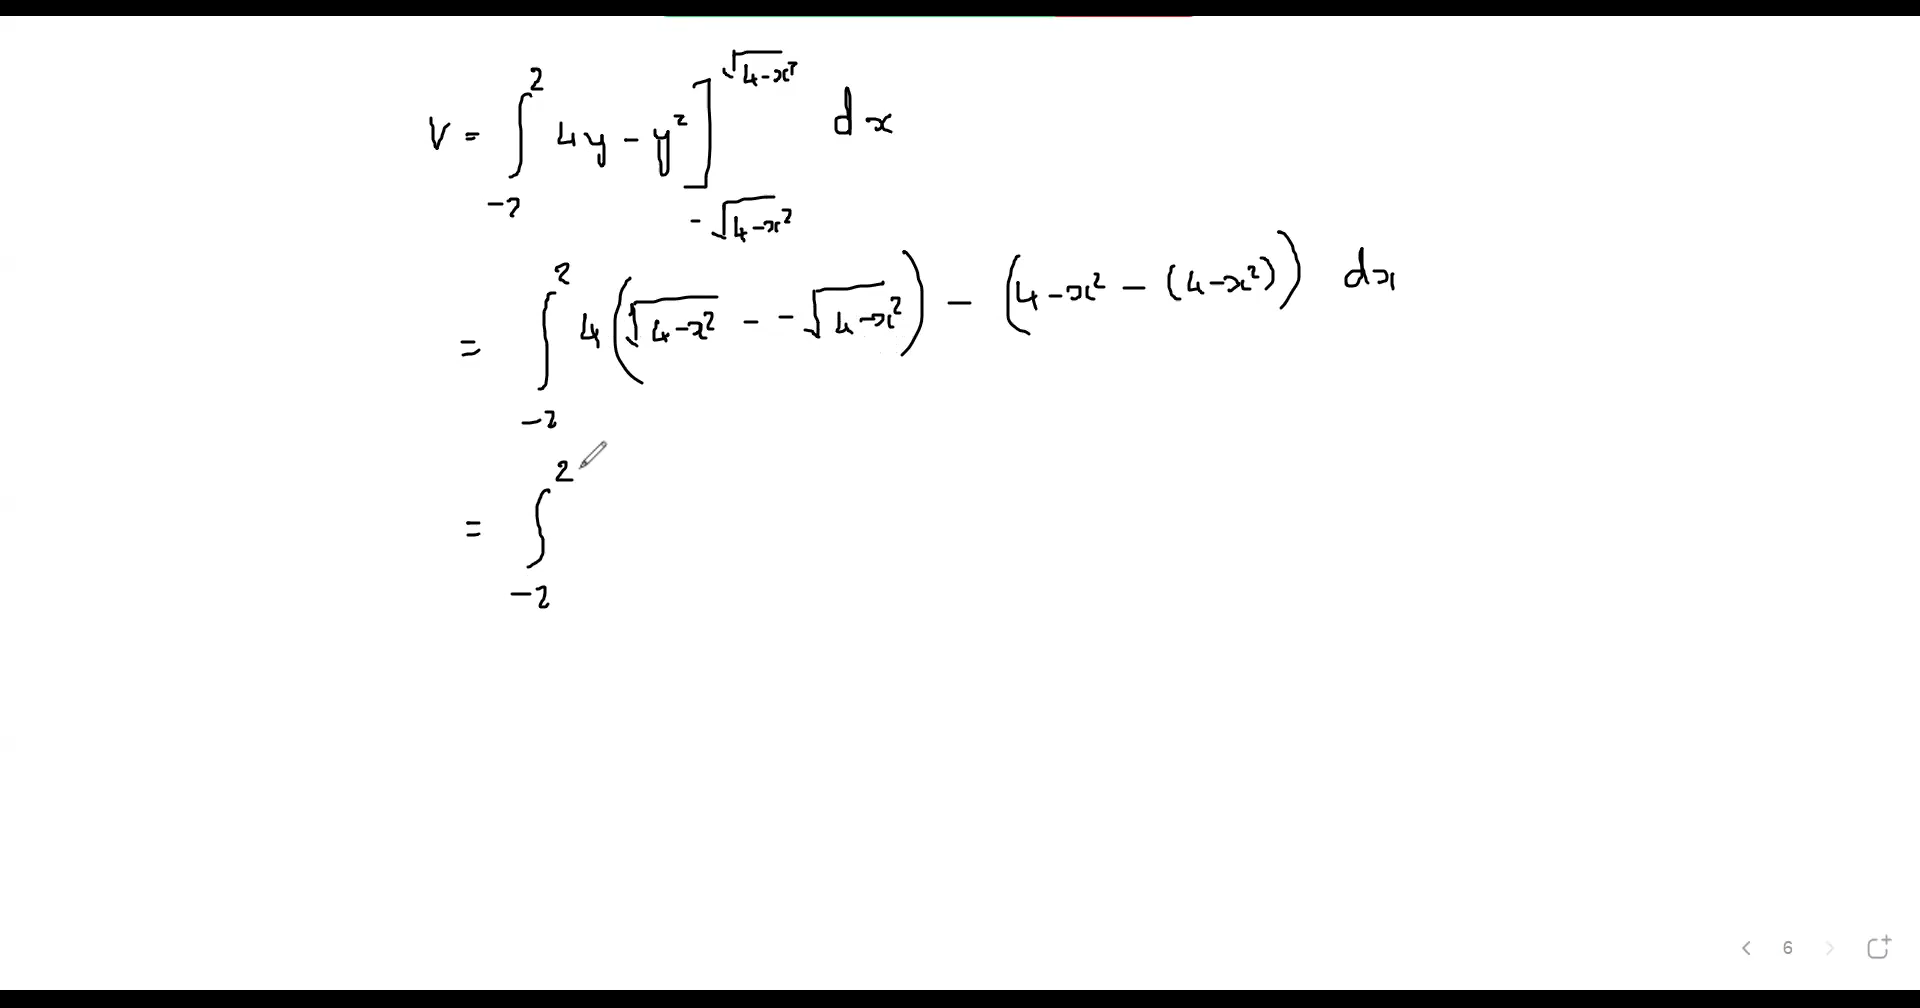 V = ∫_{-2}^{2} 4y - y²]_{-√(4-x²)}^{√(4-x²)} dx
= ∫_{-2}^{2} 4(√(4-x²) - -√(4-x²)) - (4-x² - (4-x²)) dx
= ∫_{-2}^{2}
6